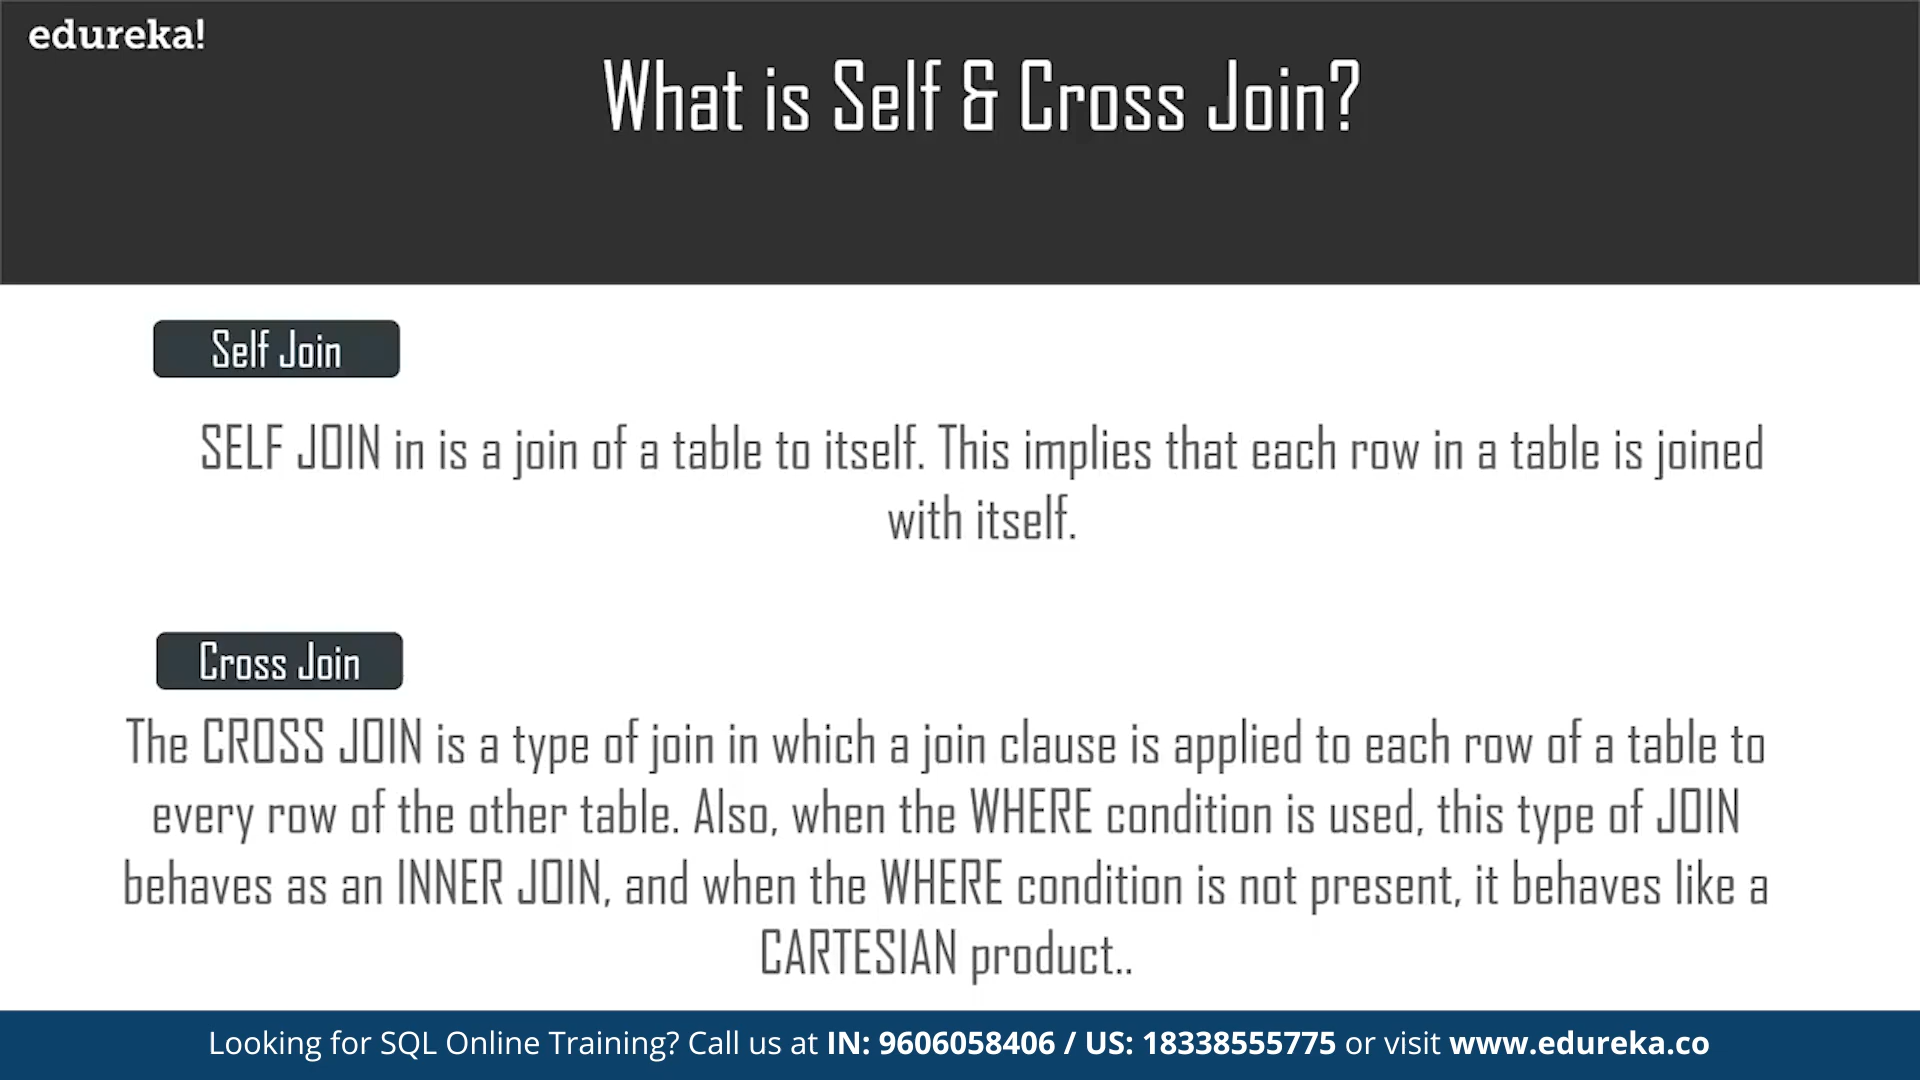 edureka!
What is Self & Cross Join?
Self Join
SELF JOIN in is a join of a table to itself. This implies that each row in a table is joined
with itself.
Cross Join
The CROSS JOIN is a type of join in which a join clause is applied to each row of a table to
every row of the other table. Also, when the WHERE condition is used, this type of JOIN
behaves as an INNER JOIN, and when the WHERE condition is not present, it behaves like a
CARTESIAN product..
Looking for SQL Online Training? Call us at IN: 9606058406 / US: 18338555775 or visit www.edureka.co